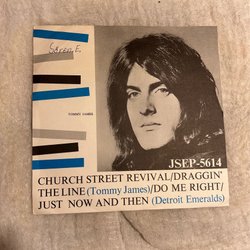 TOMMY JAMES
JSEP-5614
CHURCH STREET REVIVAL/DRAGGIN'
THE LINE (Tommy James)/DO ME RIGHT/
JUST NOW AND THEN (Detroit Emeralds)